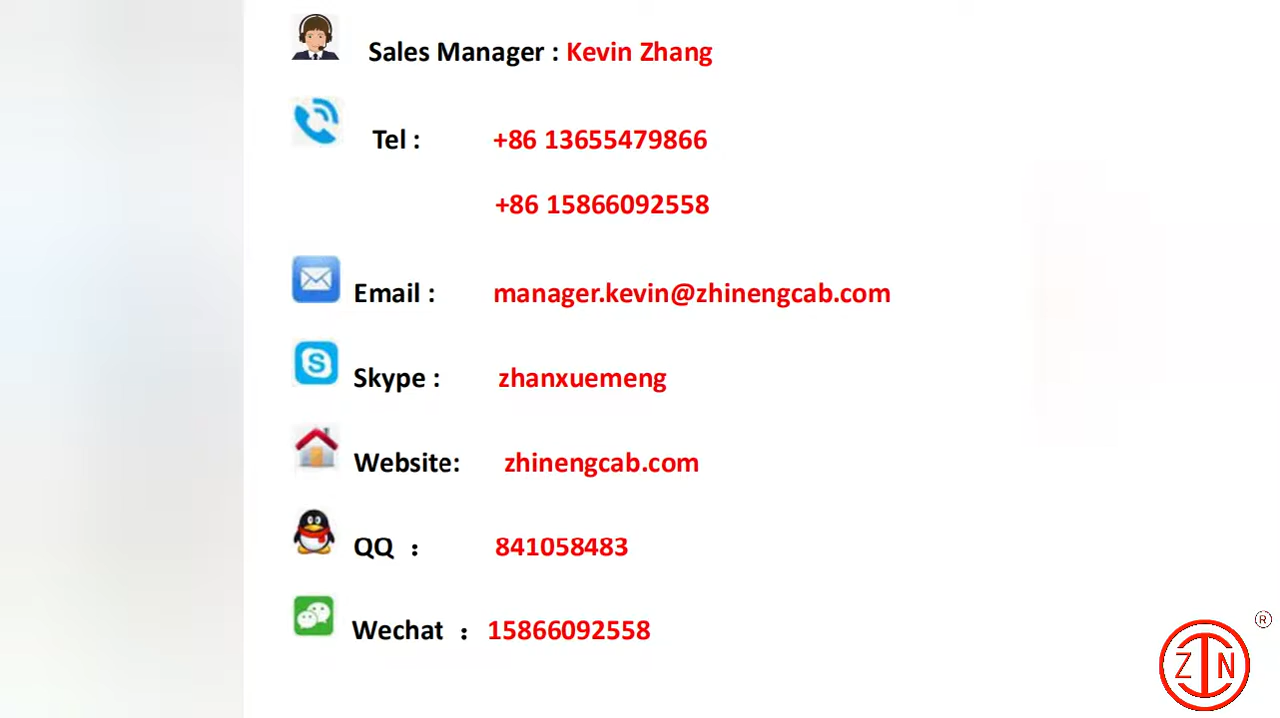 Sales Manager : Kevin Zhang
Tel : +86 13655479866
+86 15866092558
Email : manager.kevin@zhinengcab.com
Skype : zhanxuemeng
Website: zhinengcab.com
QQ ： 841058483
Wechat ：15866092558
®
ZTN